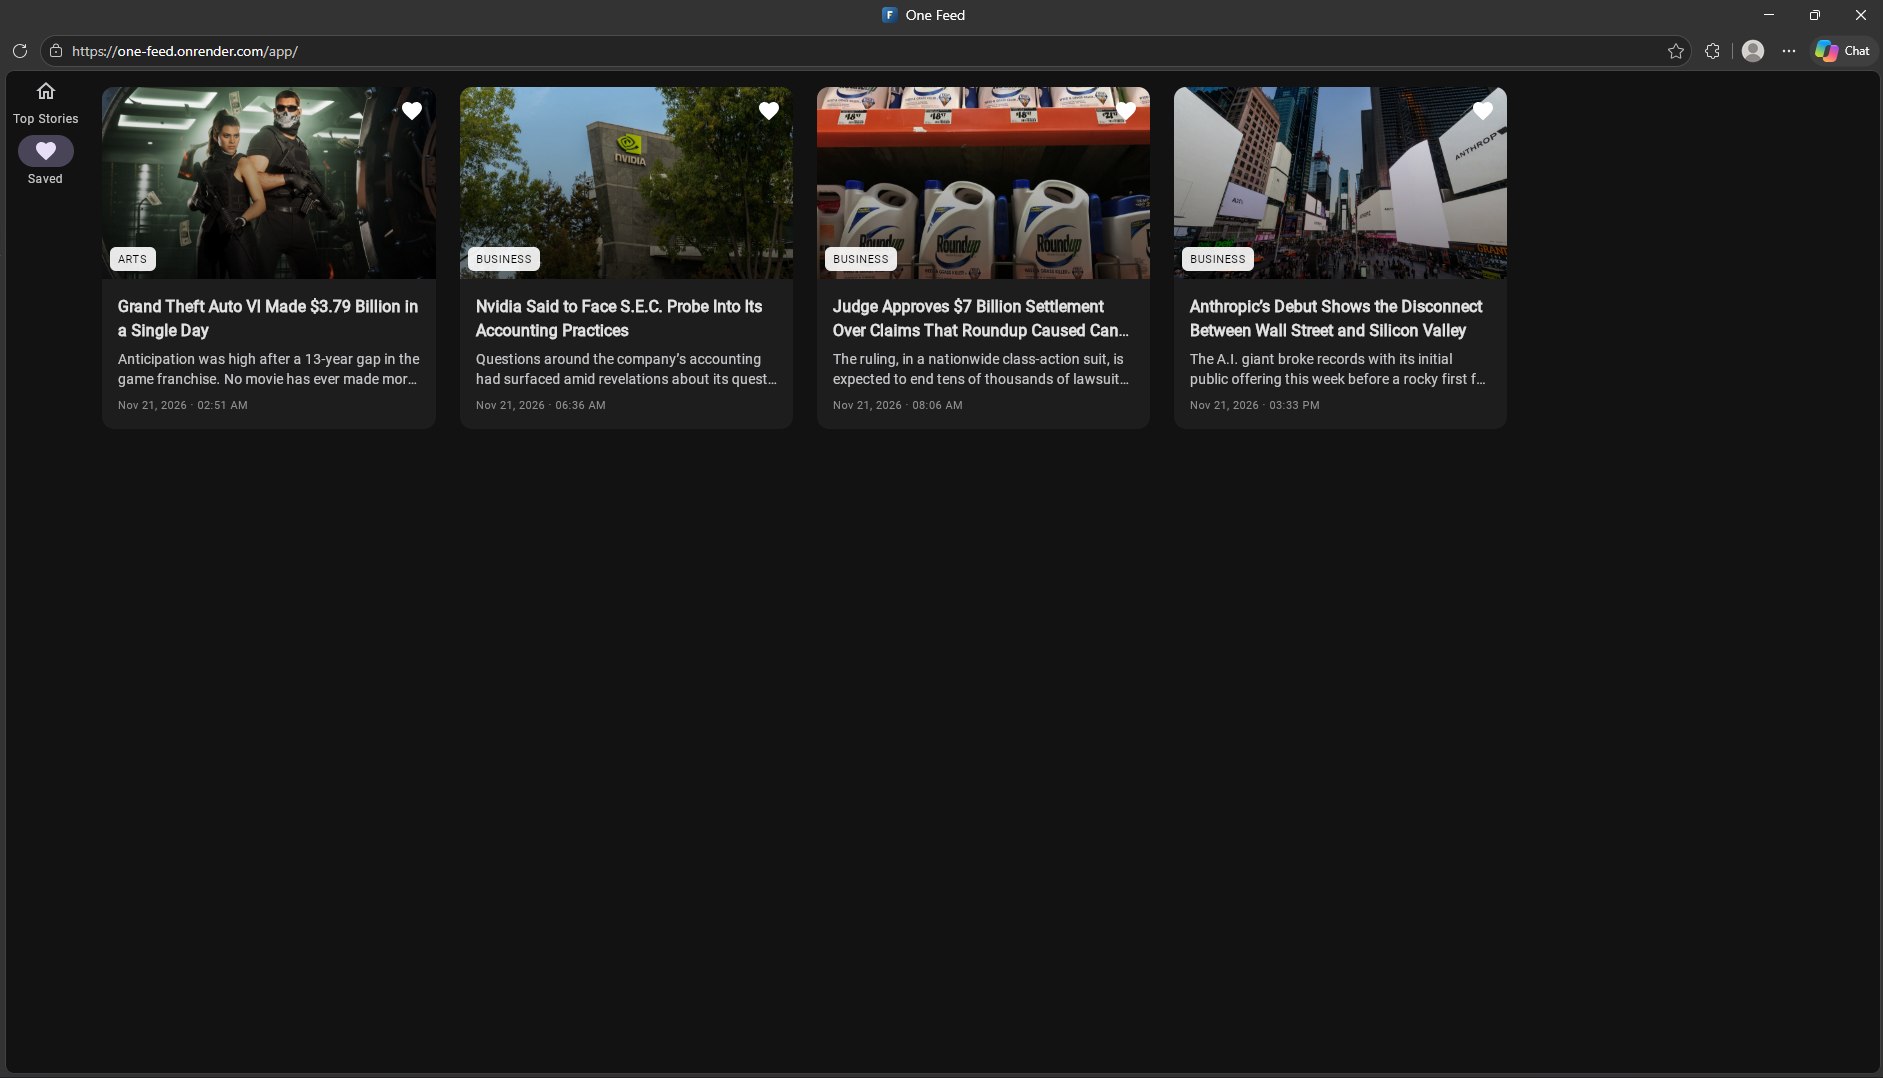 One Feed
https://one-feed.onrender.com/app/
Chat
Top Stories
Saved
ARTS
Grand Theft Auto VI Made $3.79 Billion in
a Single Day
Anticipation was high after a 13-year gap in the
game franchise. No movie has ever made mor…
Nov 21, 2026 · 02:51 AM
NVIDIA
BUSINESS
Nvidia Said to Face S.E.C. Probe Into Its
Accounting Practices
Questions around the company’s accounting
had surfaced amid revelations about its quest…
Nov 21, 2026 · 06:36 AM
Roundup
Roundup
Roundup
BUSINESS
Judge Approves $7 Billion Settlement
Over Claims That Roundup Caused Can…
The ruling, in a nationwide class-action suit, is
expected to end tens of thousands of lawsuit…
Nov 21, 2026 · 08:06 AM
ANTHROP
BUSINESS
Anthropic’s Debut Shows the Disconnect
Between Wall Street and Silicon Valley
The A.I. giant broke records with its initial
public offering this week before a rocky first f…
Nov 21, 2026 · 03:33 PM